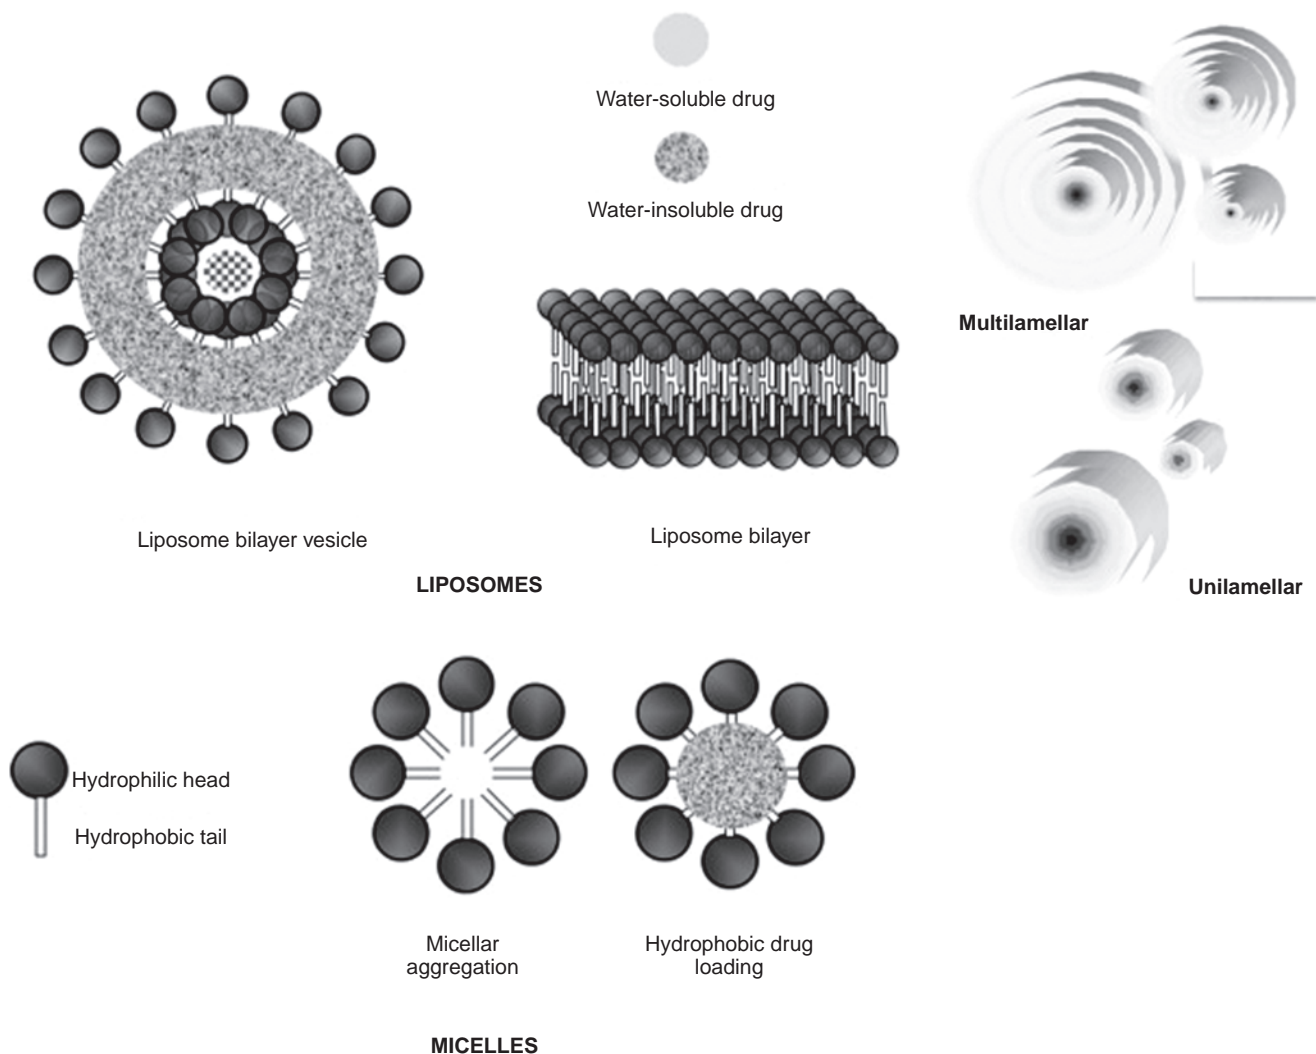 Water-soluble drug
Water-insoluble drug
Multilamellar
Liposome bilayer vesicle
Liposome bilayer
LIPOSOMES
Unilamellar
Hydrophilic head
Hydrophobic tail
Micellar
aggregation
Hydrophobic drug
loading
MICELLES